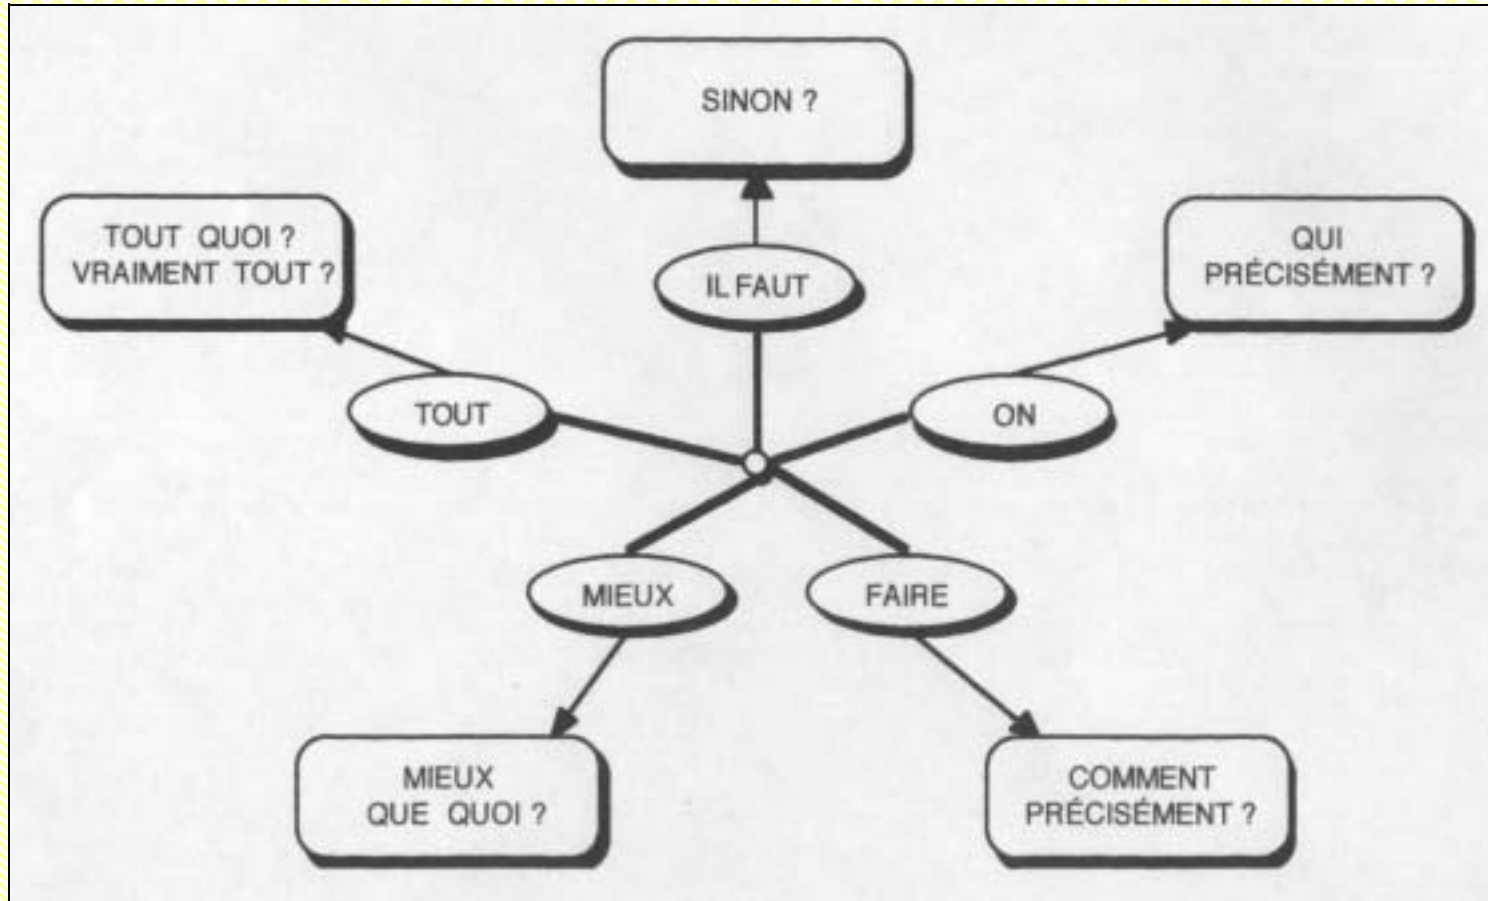 SINON ?
IL FAUT
TOUT QUOI ?
VRAIMENT TOUT ?
TOUT
QUI
PRÉCISÉMENT ?
ON
MIEUX
MIEUX
QUE QUOI ?
FAIRE
COMMENT
PRÉCISÉMENT ?